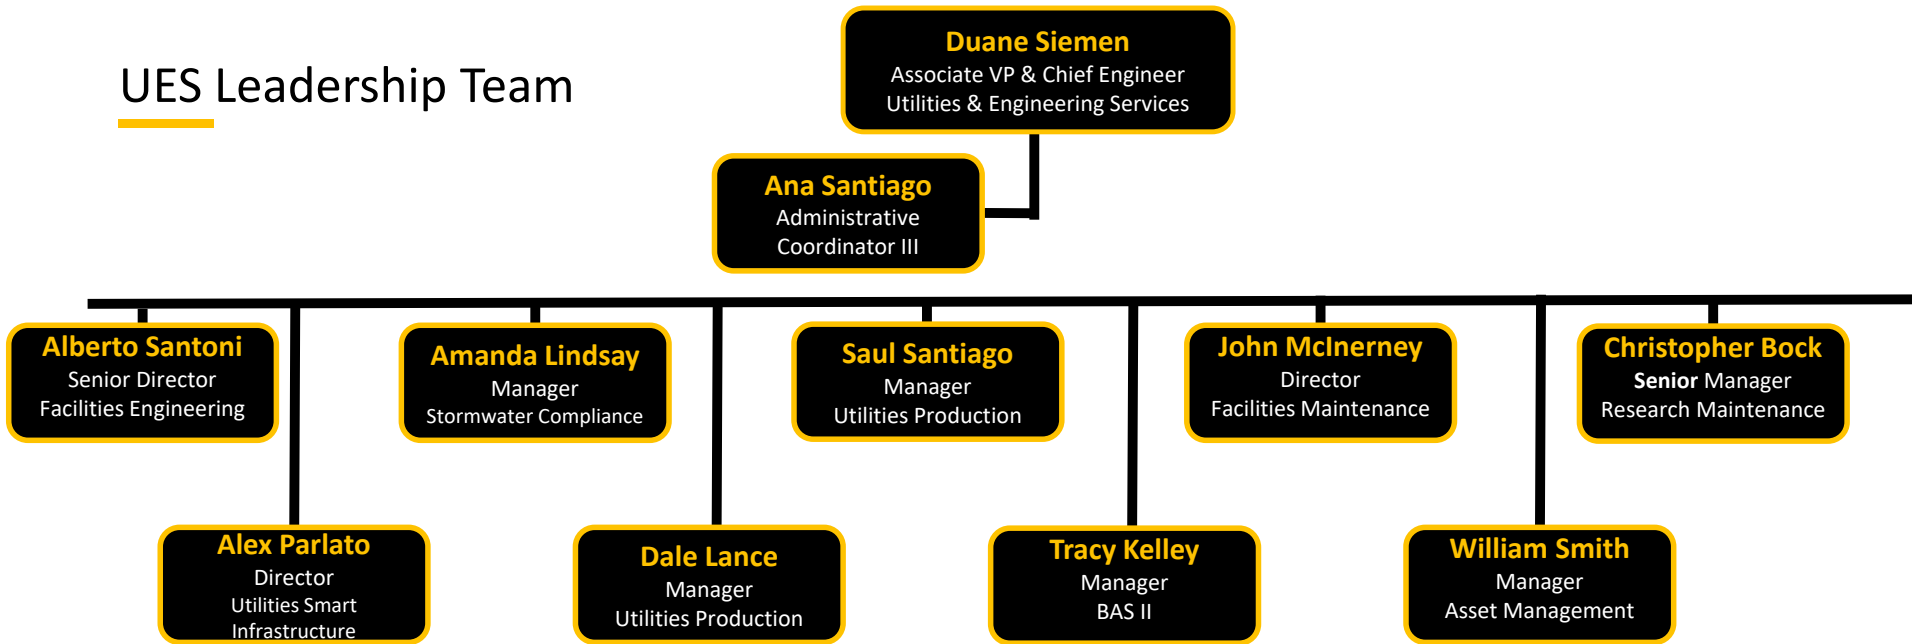 UES Leadership Team
Duane Siemen
Associate VP & Chief Engineer
Utilities & Engineering Services
Ana Santiago
Administrative
Coordinator III
Alberto Santoni
Senior Director
Facilities Engineering
Amanda Lindsay
Manager
Stormwater Compliance
Saul Santiago
Manager
Utilities Production
John McInerney
Director
Facilities Maintenance
Christopher Bock
Senior Manager
Research Maintenance
Alex Parlato
Director
Utilities Smart
Infrastructure
Dale Lance
Manager
Utilities Production
Tracy Kelley
Manager
BAS II
William Smith
Manager
Asset Management